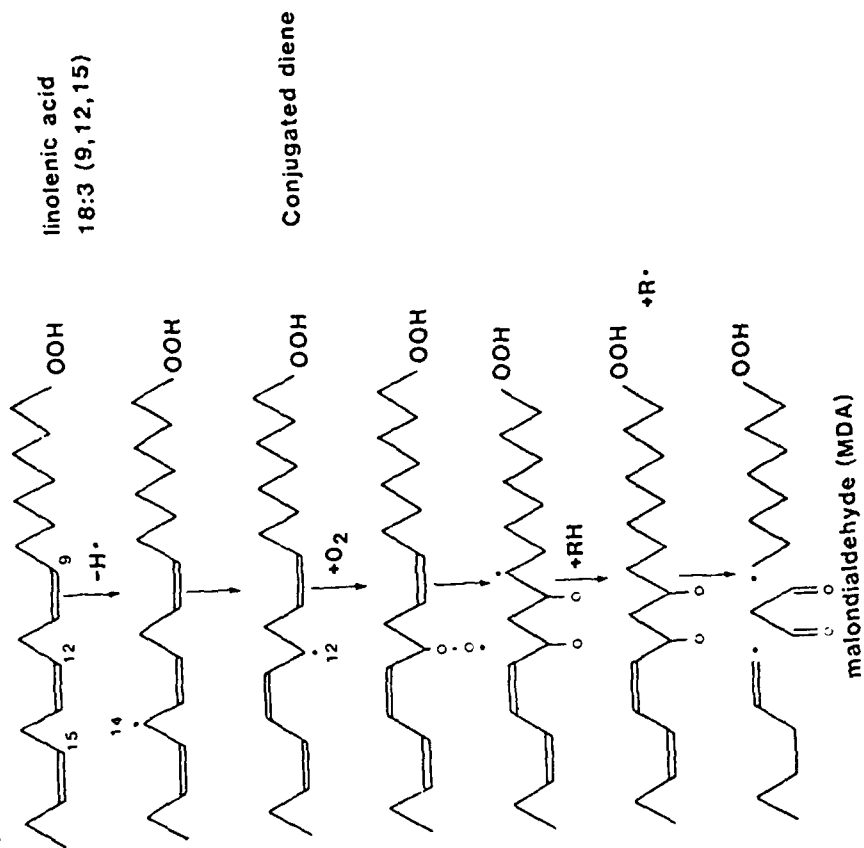 linolenic acid
18:3 (9,12,15)
OOH
15
12
9
-H•
14
OOH
Conjugated diene
OOH
12
+O2
OOH
O
O
OOH
O
O
+RH
OOH
+R•
O
O
OOH
O
O
malondialdehyde (MDA)